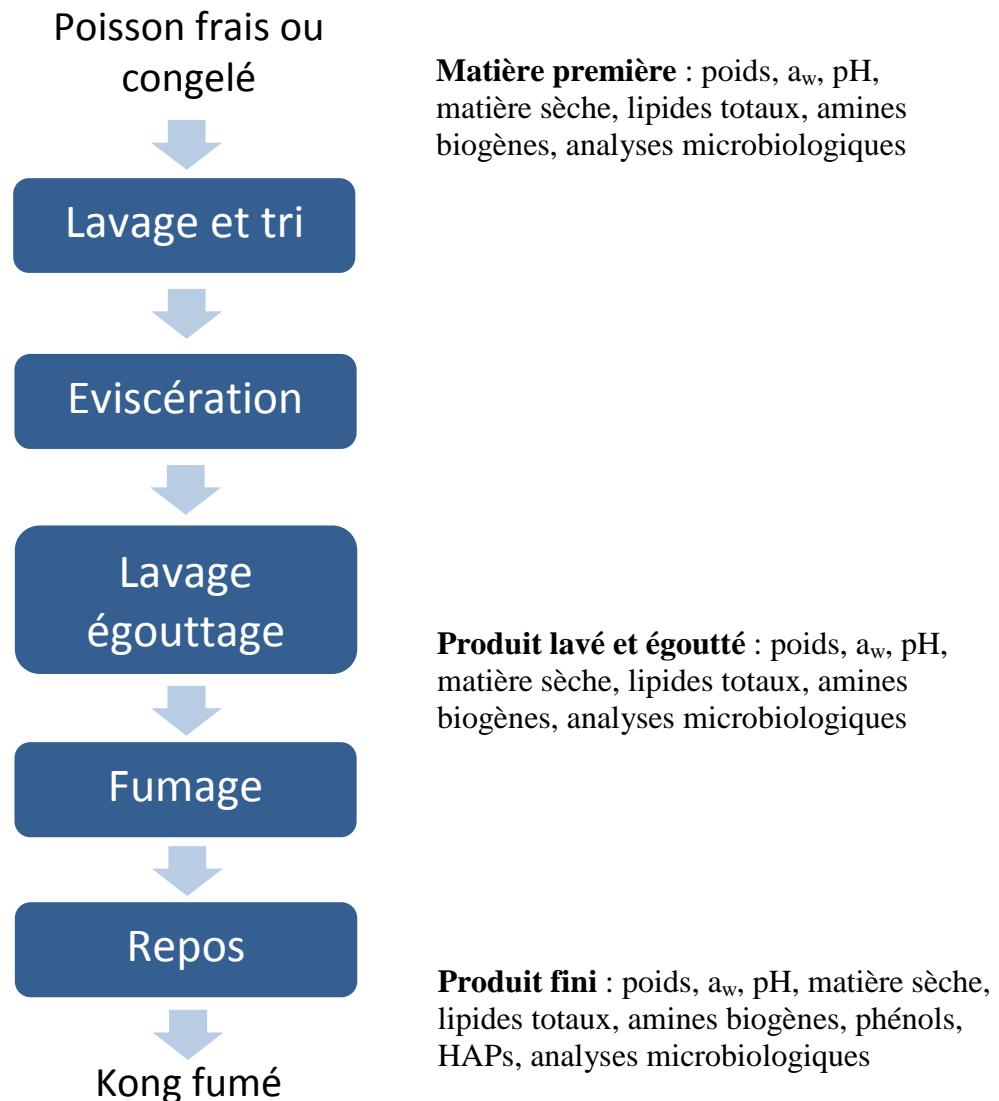 Poisson frais ou
congelé
Matière première : poids, aw, pH,
matière sèche, lipides totaux, amines
biogènes, analyses microbiologiques
Lavage et tri
Eviscération
Lavage
égouttage
Produit lavé et égoutté : poids, aw, pH,
matière sèche, lipides totaux, amines
biogènes, analyses microbiologiques
Fumage
Repos
Produit fini : poids, aw, pH, matière sèche,
lipides totaux, amines biogènes, phénols,
HAPs, analyses microbiologiques
Kong fumé